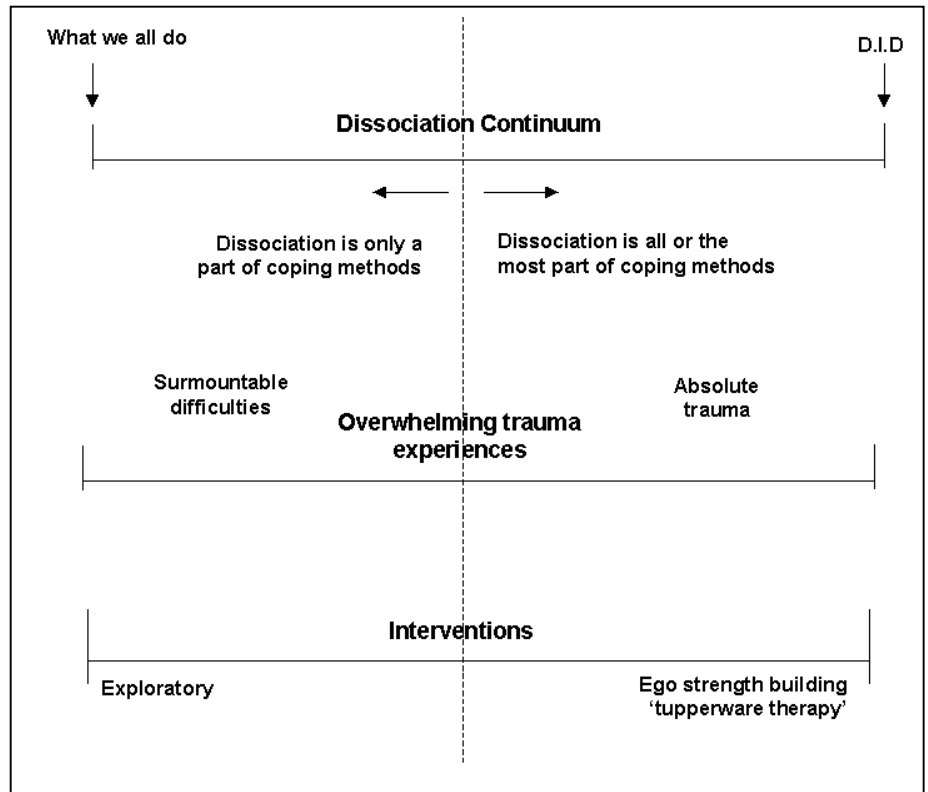 What we all do
D.I.D
Dissociation Continuum
Dissociation is only a
part of coping methods
Dissociation is all or the
most part of coping methods
Surmountable
difficulties
Absolute
trauma
Overwhelming trauma
experiences
Interventions
Exploratory
Ego strength building
‘tupperware therapy’